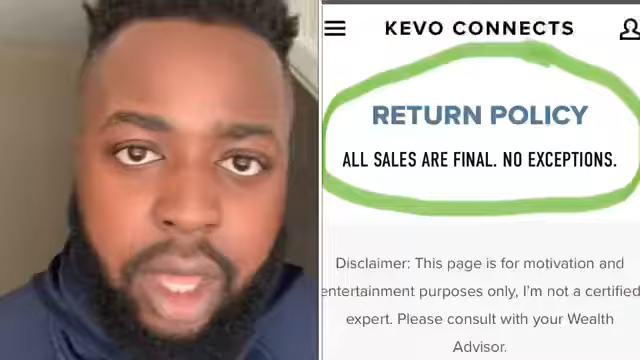 KEVO CONNECTS
RETURN POLICY
ALL SALES ARE FINAL. NO EXCEPTIONS.
Disclaimer: This page is for motivation and
entertainment purposes only, I'm not a certified
expert. Please consult with your Wealth
Advisor.